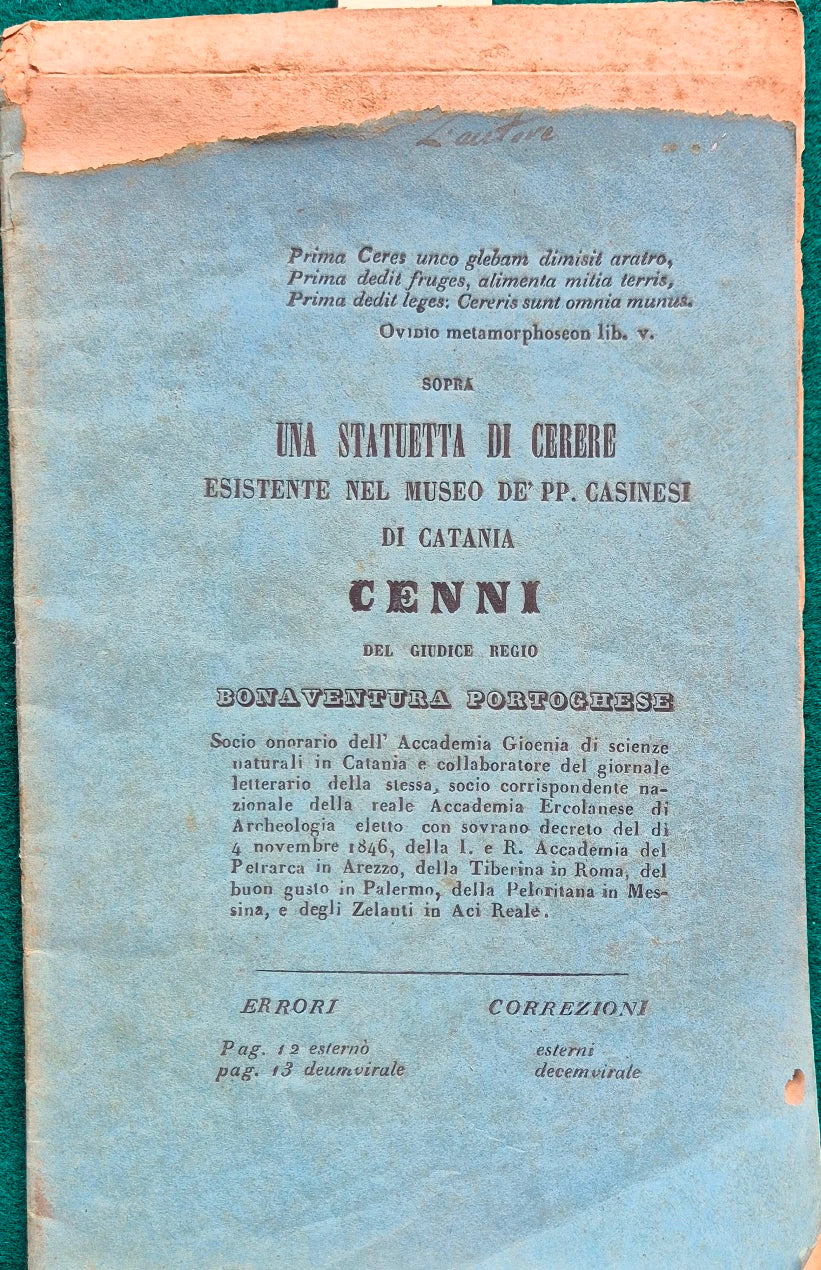 L'autore
Prima Ceres unco glebam dimisit aratro,
Prima dedit fruges, alimenta mitia terris,
Prima dedit leges: Cereris sunt omnia munus.
OVIDIO metamorphoseon lib. v.
SOPRA
UNA STATUETTA DI CERERE
ESISTENTE NEL MUSEO DE' PP. CASINESI
DI CATANIA
CENNI
DEL GIUDICE REGIO
BONAVENTURA PORTOGHESE
Socio onorario dell' Accademia Gioenia di scienze
naturali in Catania e collaboratore del giornale
letterario della stessa, socio corrispondente na-
zionale della reale Accademia Ercolanese di
Archeologia eletto con sovrano decreto del dì
4 novembre 1846, della I. e R. Accademia del
Petrarca in Arezzo, della Tiberina in Roma, del
buon gusto in Palermo, della Peloritana in Mes-
sina, e degli Zelanti in Aci Reale.
ERRORI CORREZIONI
Pag. 12 esternò esterni
pag. 13 deumvirale decemvirale